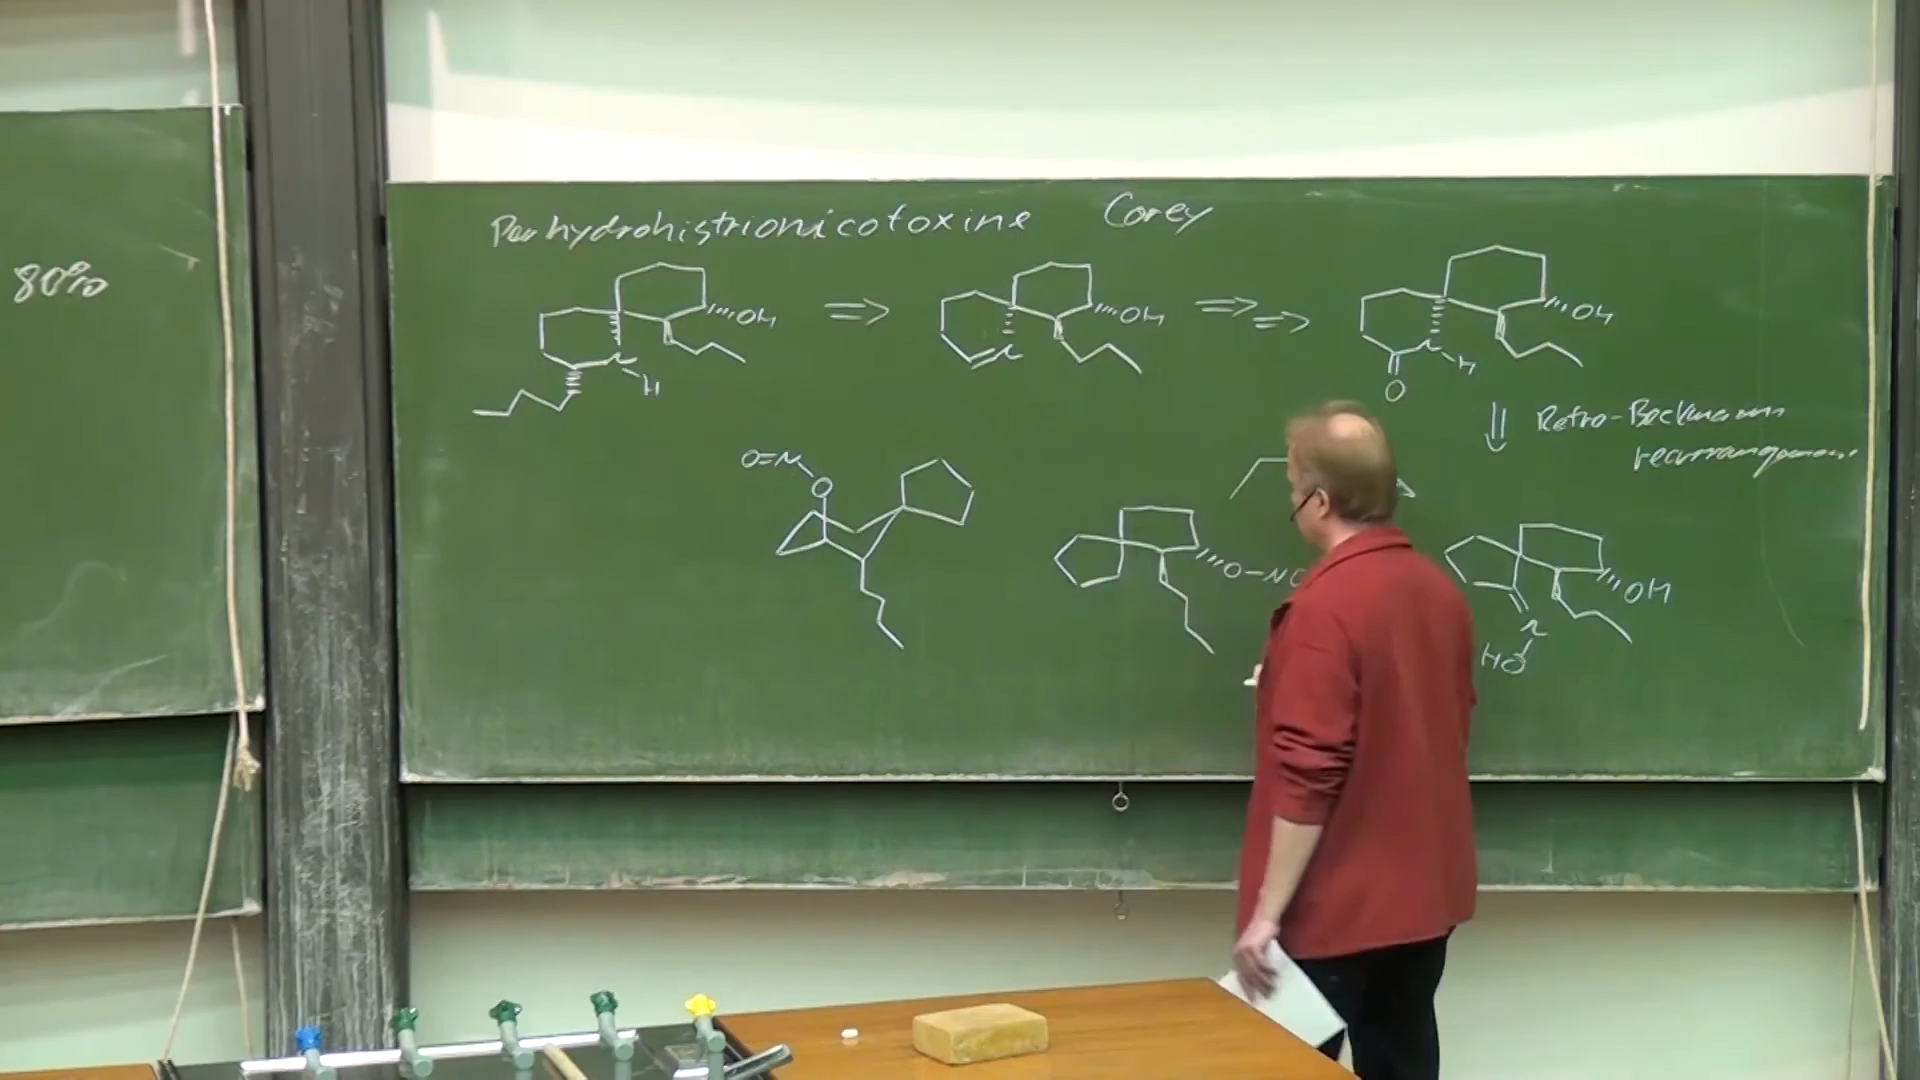 80%
Perhydrohistrionicotoxine Corey
OH
OH
OH
N
H
N
N
H
O
Retro-Beckmann
rearrangement
O=N
O
O-NO
OH
N
HO